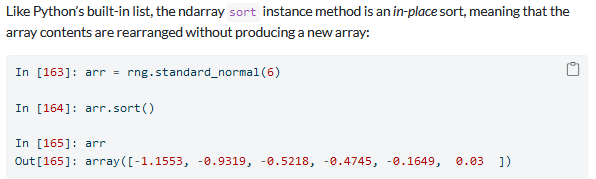 Like Python's built-in list, the ndarray sort instance method is an in-place sort, meaning that the
array contents are rearranged without producing a new array:
In [163]: arr = rng.standard_normal(6)
In [164]: arr.sort()
In [165]: arr
Out[165]: array([-1.1553, -0.9319, -0.5218, -0.4745, -0.1649,  0.03  ])